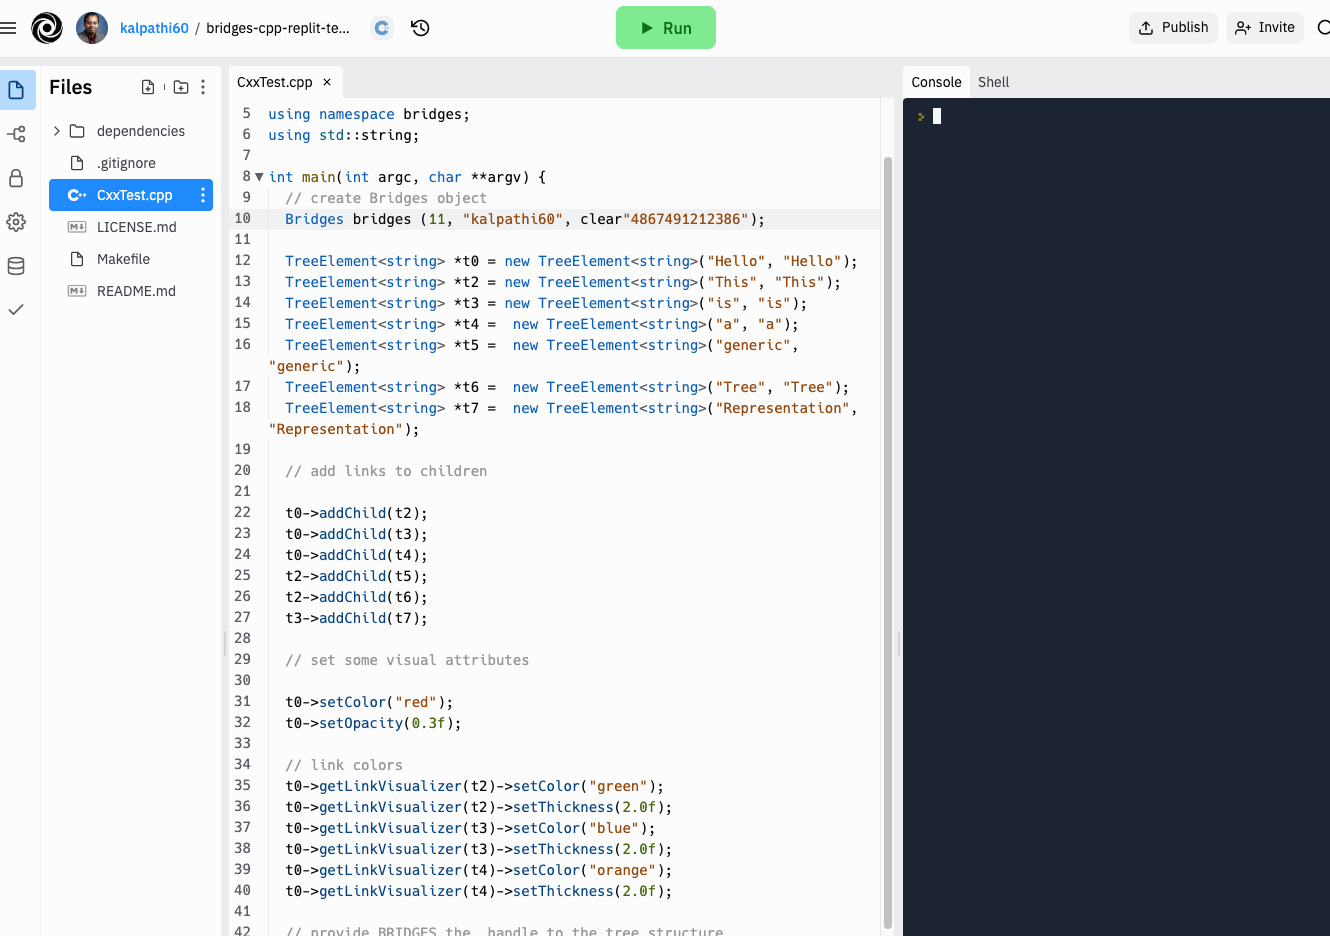 kalpathi60 / bridges-cpp-replit-te...
Run
Publish
Invite
Files
dependencies
.gitignore
CxxTest.cpp
LICENSE.md
Makefile
README.md
CxxTest.cpp ×
5 using namespace bridges;
6 using std::string;
7
8 int main(int argc, char **argv) {
9 // create Bridges object
10 Bridges bridges (11, "kalpathi60", clear"4867491212386");
11
12 TreeElement<string> *t0 = new TreeElement<string>("Hello", "Hello");
13 TreeElement<string> *t2 = new TreeElement<string>("This", "This");
14 TreeElement<string> *t3 = new TreeElement<string>("is", "is");
15 TreeElement<string> *t4 =  new TreeElement<string>("a", "a");
16 TreeElement<string> *t5 =  new TreeElement<string>("generic",
"generic");
17 TreeElement<string> *t6 =  new TreeElement<string>("Tree", "Tree");
18 TreeElement<string> *t7 =  new TreeElement<string>("Representation",
"Representation");
19
20 // add links to children
21
22 t0->addChild(t2);
23 t0->addChild(t3);
24 t0->addChild(t4);
25 t2->addChild(t5);
26 t2->addChild(t6);
27 t3->addChild(t7);
28
29 // set some visual attributes
30
31 t0->setColor("red");
32 t0->setOpacity(0.3f);
33
34 // link colors
35 t0->getLinkVisualizer(t2)->setColor("green");
36 t0->getLinkVisualizer(t2)->setThickness(2.0f);
37 t0->getLinkVisualizer(t3)->setColor("blue");
38 t0->getLinkVisualizer(t3)->setThickness(2.0f);
39 t0->getLinkVisualizer(t4)->setColor("orange");
40 t0->getLinkVisualizer(t4)->setThickness(2.0f);
41
42 // provide BRIDGES the  handle to the tree structure
Console
Shell